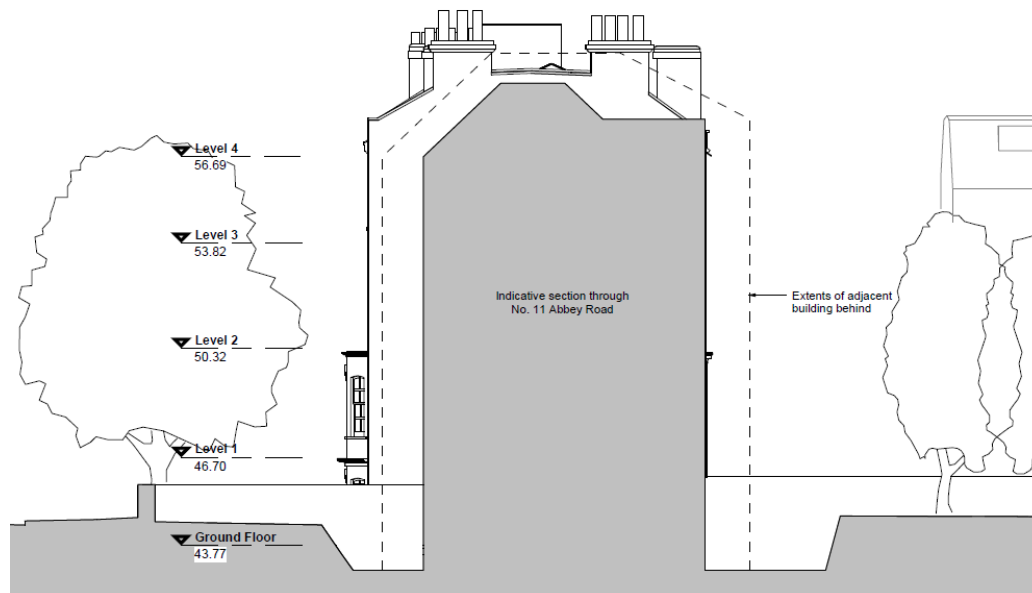 Level 4
56.69
Level 3
53.82
Indicative section through
No. 11 Abbey Road
Extents of adjacent
building behind
Level 2
50.32
Level 1
46.70
Ground Floor
43.77